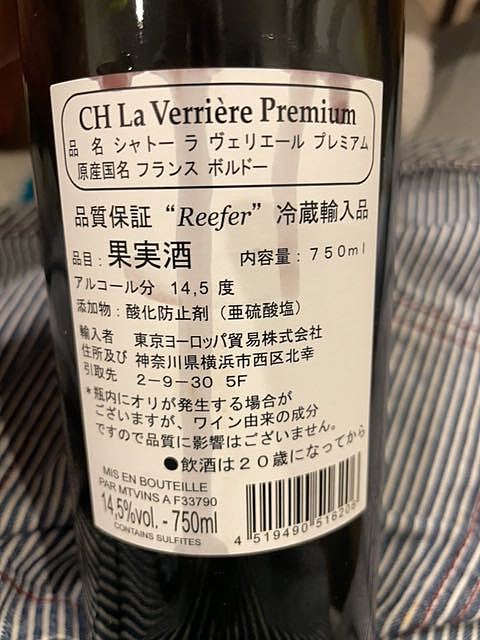 CH La Verrière Premium
品 名 シャトー ラ ヴェリエール プレミアム
原産国名 フランス ボルドー
品質保証 “Reefer” 冷蔵輸入品
品目：果実酒 内容量：７５０ｍｌ
アルコール分 14,5 度
添加物：酸化防止剤（亜硫酸塩）
輸入者 東京ヨーロッパ貿易株式会社
住所及び 神奈川県横浜市西区北幸
引取先 2－9－30 5F
＊瓶内にオリが発生する場合が
ございますが、ワイン由来の成分
ですので品質に影響はございません。
●飲酒は２０歳になってから
MIS EN BOUTEILLE
PAR MTVINS A F33790
14,5%vol. - 750ml
CONTAINS SULFITES
4 519490 516208